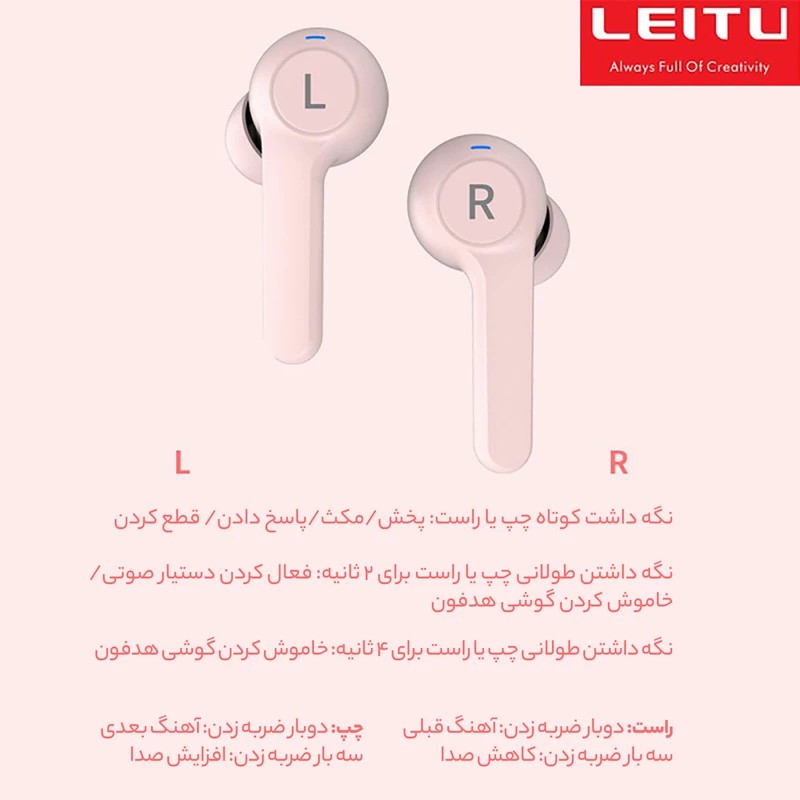 LEITU
Always Full Of Creativity
L
R
L
R
نگه داشت کوتاه چپ یا راست: پخش/مکث/پاسخ دادن/ قطع کردن
نگه داشتن طولانی چپ یا راست برای ۲ ثانیه: فعال کردن دستیار صوتی/
خاموش کردن گوشی هدفون
نگه داشتن طولانی چپ یا راست برای ۴ ثانیه: خاموش کردن گوشی هدفون
راست: دوبار ضربه زدن: آهنگ قبلی
سه بار ضربه زدن: کاهش صدا
چپ: دوبار ضربه زدن: آهنگ بعدی
سه بار ضربه زدن: افزایش صدا